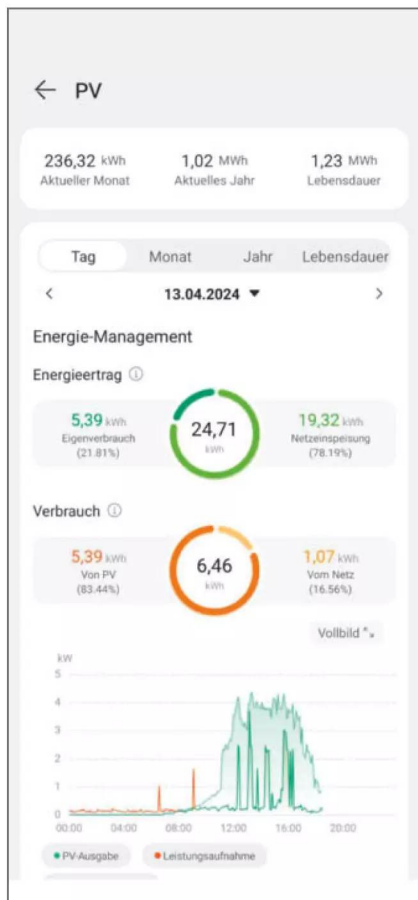 PV
236,32 kWh 1,02 MWh 1,23 MWh
Aktueller Monat Aktuelles Jahr Lebensdauer
Tag Monat Jahr Lebensdauer
13.04.2024
Energie-Management
Energieertrag
5,39 kWh 24,71 19,32 kWh
Eigenverbrauch kWh Netzeinspeisung
(21.81%) (78.19%)
Verbrauch
5,39 kWh 6,46 1,07 kWh
Von PV kWh Vom Netz
(83.44%) (16.56%)
Vollbild
kW
5
4
3
2
1
0
00:00 04:00 08:00 12:00 16:00 20:00
PV-Ausgabe Leistungsaufnahme